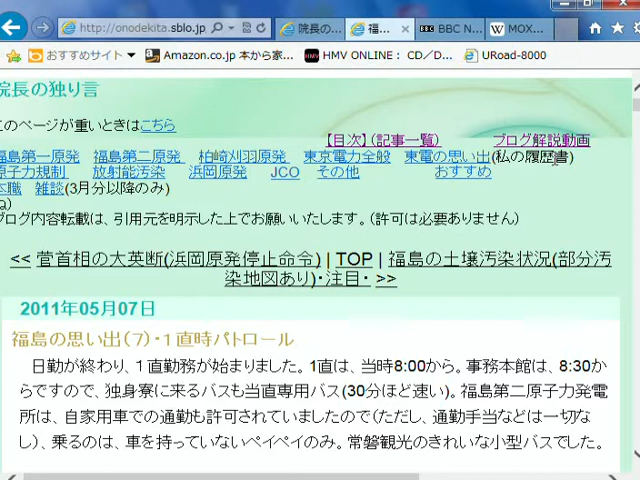 http://onodekita.sblo.jp
院長の...
福...
BBC N...
MOX...
おすすめサイト
Amazon.co.jp 本から家...
HMV ONLINE： CD／D...
URoad-8000
院長の独り言
このページが重いときはこちら
【目次】（記事一覧）
ブログ解説動画
福島第一原発 福島第二原発 柏崎刈羽原発 東京電力全般 東電の思い出(私の履歴書)
原子力規制 放射能汚染 浜岡原発 JCO その他 おすすめ
本職 雑談(3月分以降のみ)
ね)
ブログ内容転載は、引用元を明示した上でお願いいたします。（許可は必要ありません）
<< 菅首相の大英断(浜岡原発停止命令) | TOP | 福島の土壌汚染状況(部分汚
染地図あり)・注目・ >>
2011年05月07日
福島の思い出（7）・１直時パトロール
日勤が終わり、１直勤務が始まりました。1直は、当時8:00から。事務本館は、8:30か
らですので、独身寮に来るバスも当直専用バス(30分ほど速い)。福島第二原子力発電
所は、自家用車での通勤も許可されていましたので（ただし、通勤手当などは一切な
し）、乗るのは、車を持っていないペイペイのみ。常磐観光のきれいな小型バスでした。